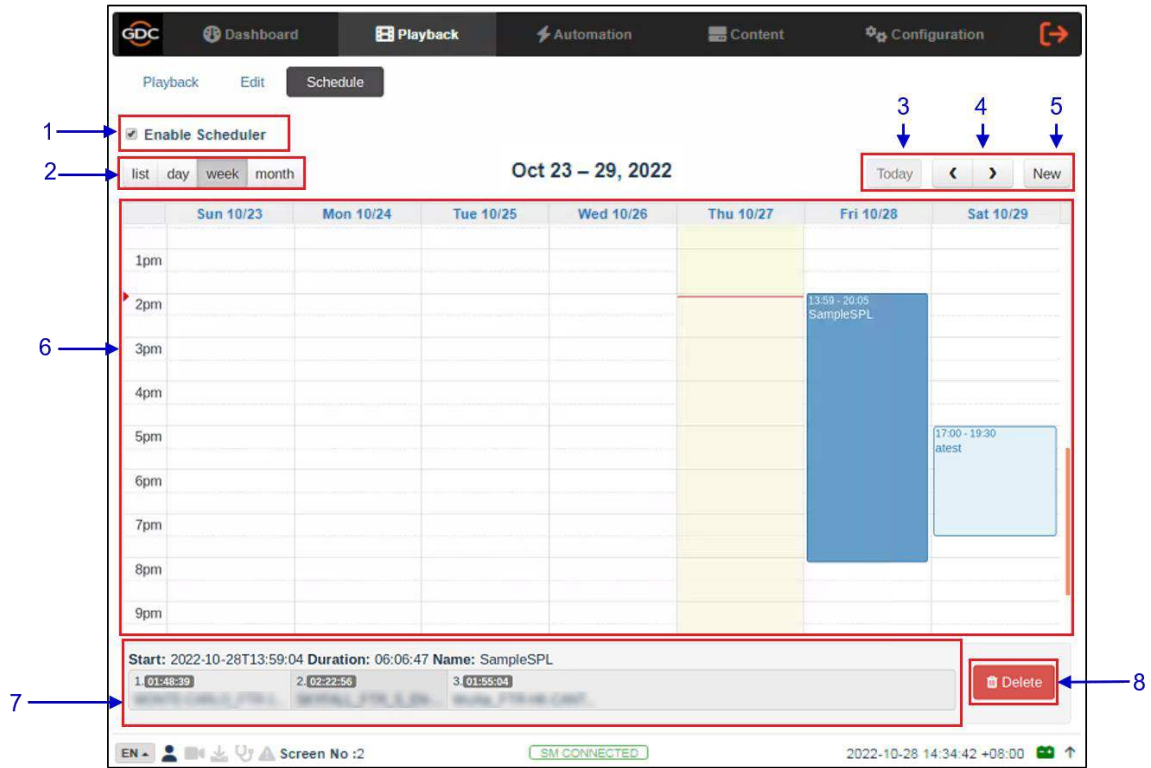 GDC Dashboard Playback Automation Content Configuration
Playback Edit Schedule
3 4 5
1 Enable Scheduler
2 list day week month Oct 23 – 29, 2022 Today ❮ ❯ New
Sun 10/23 Mon 10/24 Tue 10/25 Wed 10/26 Thu 10/27 Fri 10/28 Sat 10/29
1pm
2pm 13:59 - 20:05
SampleSPL
6 3pm
4pm
5pm 17:00 - 19:30
atest
6pm
7pm
8pm
9pm
Start: 2022-10-28T13:59:04 Duration: 06:06:47 Name: SampleSPL
1. 01:48:39 2. 02:22:56 3. 01:55:04
7 Delete 8
EN Screen No :2 SM CONNECTED 2022-10-28 14:34:42 +08:00